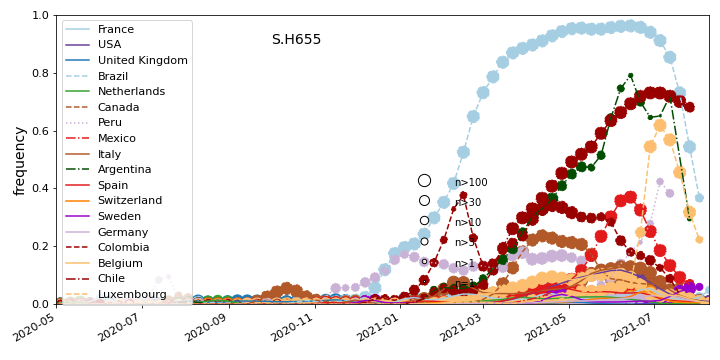 S.H655
frequency
1.0
0.8
0.6
0.4
0.2
0.0
France
USA
United Kingdom
Brazil
Netherlands
Canada
Peru
Mexico
Italy
Argentina
Spain
Switzerland
Sweden
Germany
Colombia
Belgium
Chile
Luxembourg
n>100
n>30
n>10
n>3
n>1
n=1
2020-05
2020-07
2020-09
2020-11
2021-01
2021-03
2021-05
2021-07